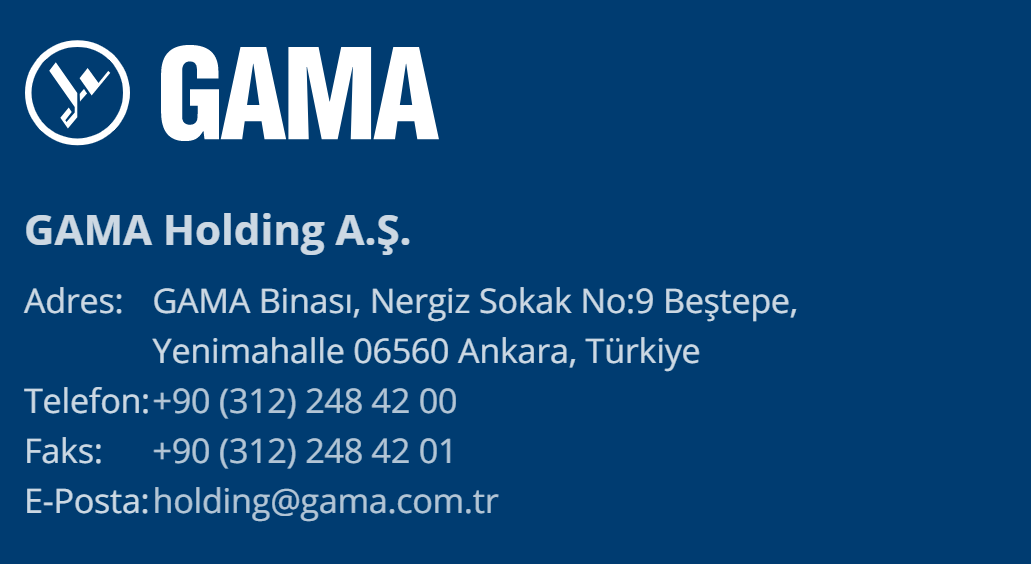 GAMA
GAMA Holding A.Ş.
Adres: GAMA Binası, Nergiz Sokak No:9 Beştepe,
Yenimahalle 06560 Ankara, Türkiye
Telefon: +90 (312) 248 42 00
Faks: +90 (312) 248 42 01
E-Posta: holding@gama.com.tr